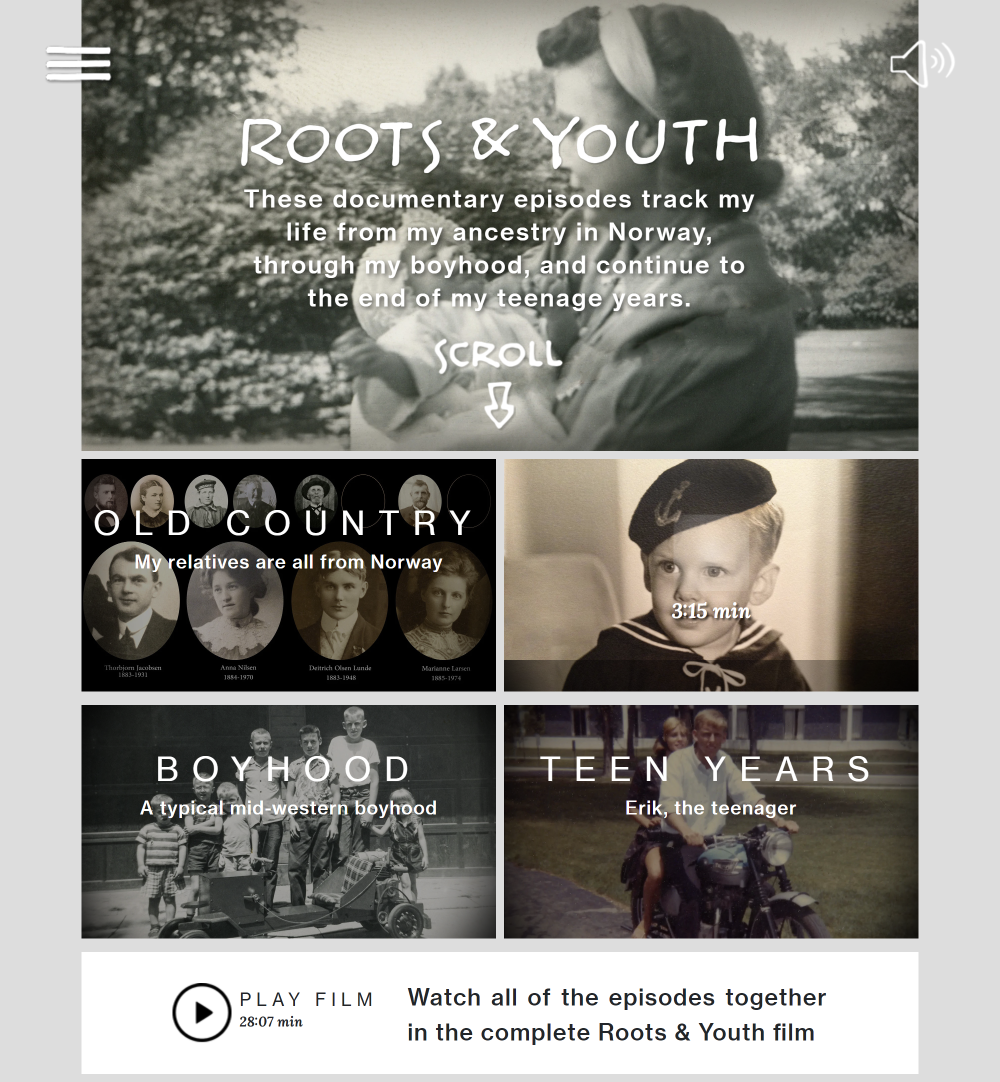 ROOTS & YOUTH
These documentary episodes track my
life from my ancestry in Norway,
through my boyhood, and continue to
the end of my teenage years.
SCROLL
OLD COUNTRY
My relatives are all from Norway
Thorbjorn Jacobsen
1883-1931
Anna Nilsen
1884-1970
Dettrich Olsen Lunde
1883-1948
Marianne Larsen
1885-1974
3:15 min
BOYHOOD
A typical mid-western boyhood
TEEN YEARS
Erik, the teenager
PLAY FILM
28:07 min
Watch all of the episodes together
in the complete Roots & Youth film